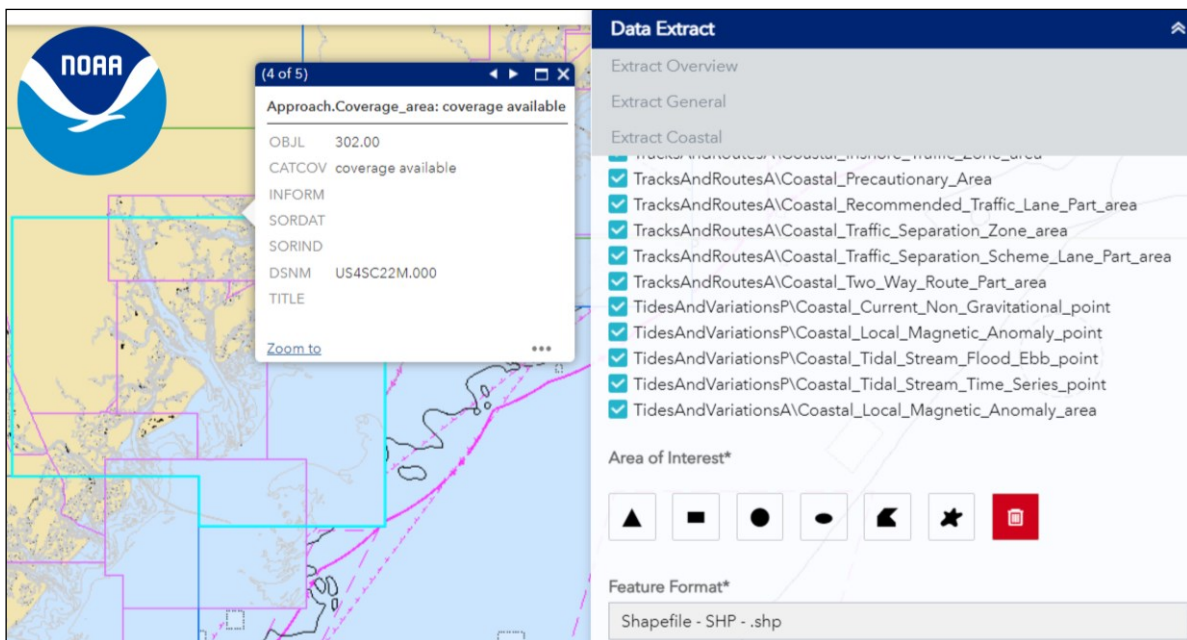 NOAA
(4 of 5)
Approach.Coverage_area: coverage available
OBJL 302.00
CATCOV coverage available
INFORM
SORDAT
SORIND
DSNM US4SC22M.000
TITLE
Zoom to
Data Extract
Extract Overview
Extract General
Extract Coastal
TracksAndRoutesA\Coastal_Inshore_Traffic_Zone_area
TracksAndRoutesA\Coastal_Precautionary_Area
TracksAndRoutesA\Coastal_Recommended_Traffic_Lane_Part_area
TracksAndRoutesA\Coastal_Traffic_Separation_Zone_area
TracksAndRoutesA\Coastal_Traffic_Separation_Scheme_Lane_Part_area
TracksAndRoutesA\Coastal_Two_Way_Route_Part_area
TidesAndVariationsP\Coastal_Current_Non_Gravitational_point
TidesAndVariationsP\Coastal_Local_Magnetic_Anomaly_point
TidesAndVariationsP\Coastal_Tidal_Stream_Flood_Ebb_point
TidesAndVariationsP\Coastal_Tidal_Stream_Time_Series_point
TidesAndVariationsA\Coastal_Local_Magnetic_Anomaly_area
Area of Interest*
Feature Format*
Shapefile - SHP - .shp